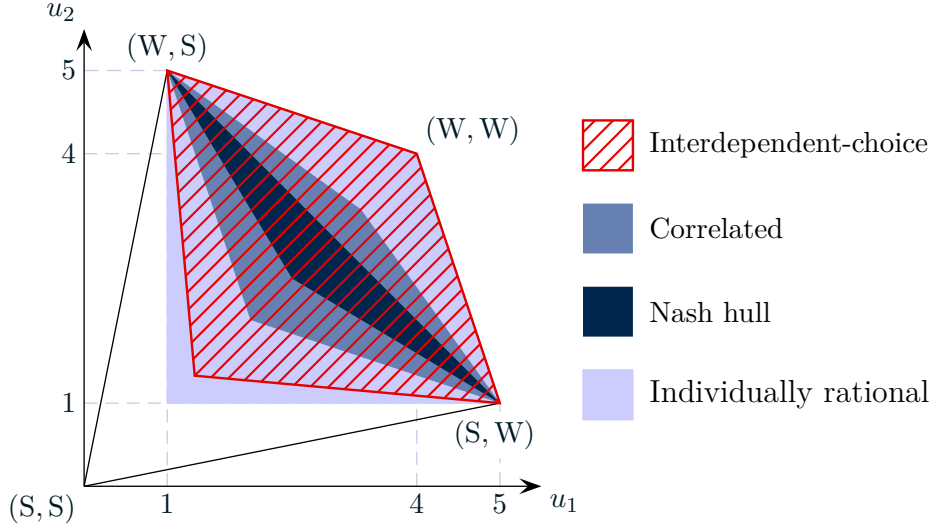 u₂
(W, S)
5
(W, W)
4
Interdependent-choice
Correlated
Nash hull
Individually rational
1
(S, W)
(S, S)
1
4
5
u₁